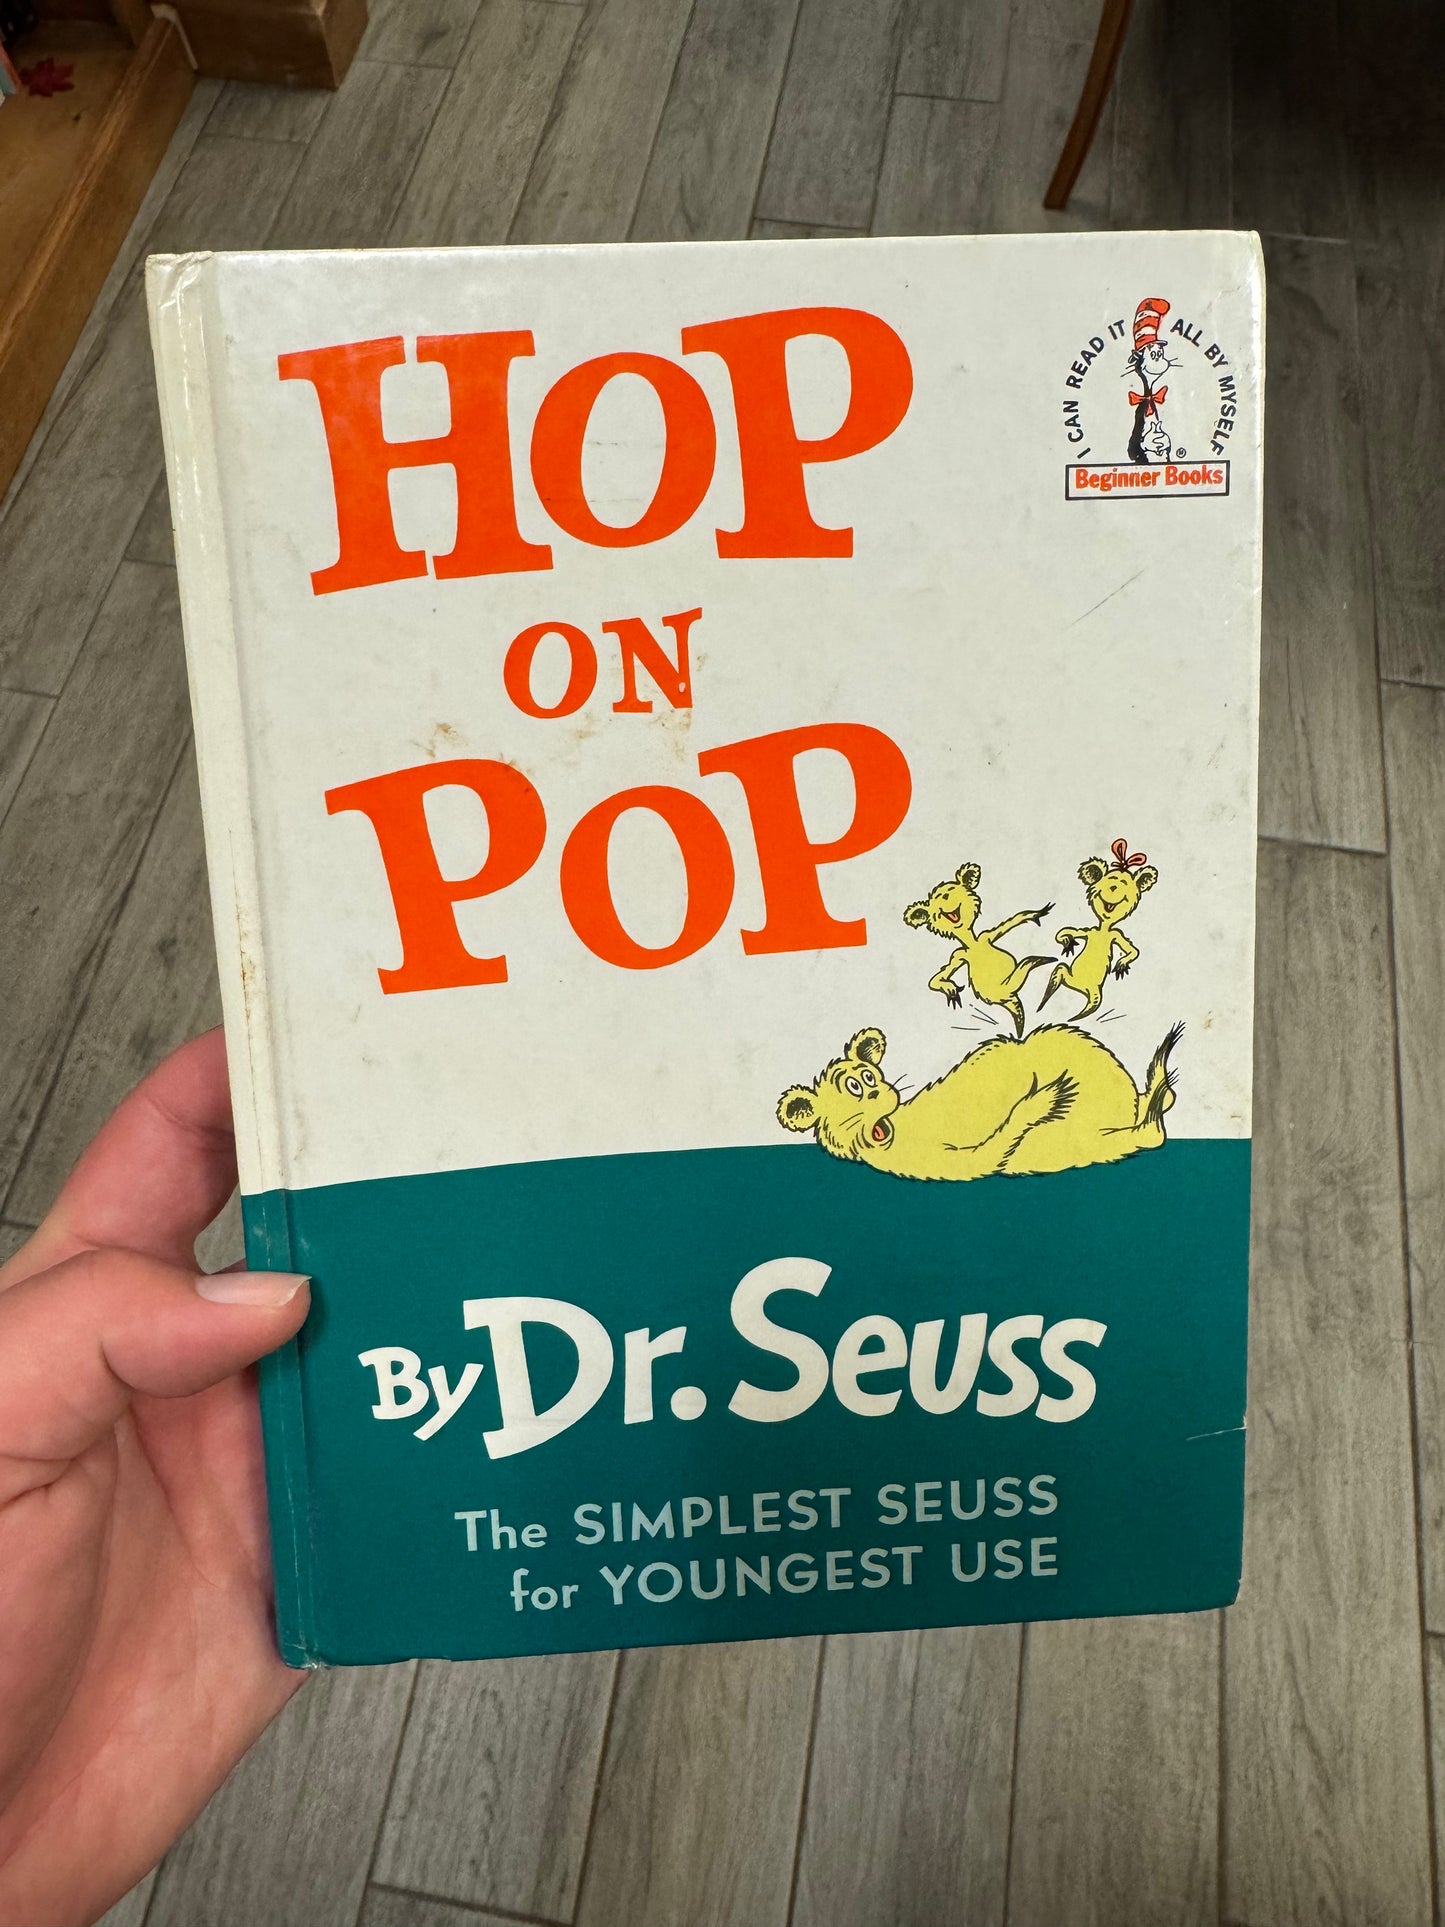 HOP
ON
POP
I CAN READ IT ALL BY MYSELF
®
Beginner Books
By Dr. Seuss
The SIMPLEST SEUSS
for YOUNGEST USE